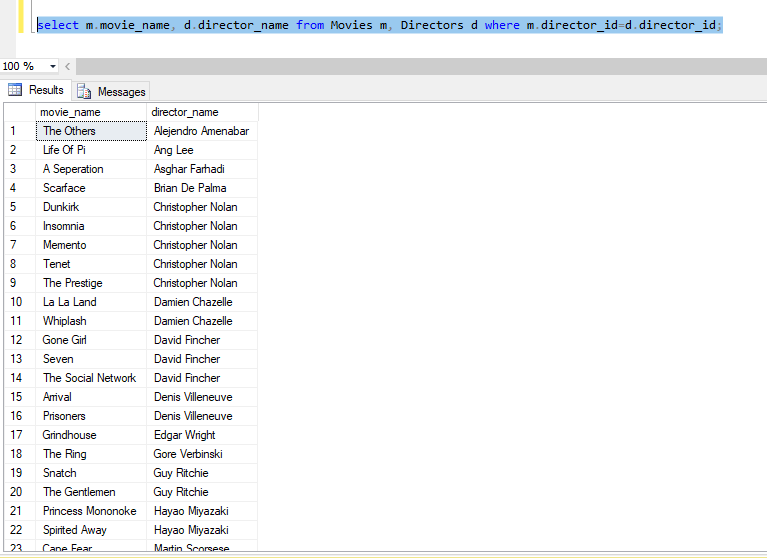 select m.movie_name, d.director_name from Movies m, Directors d where m.director_id=d.director_id;
100 %
Results Messages
movie_name director_name
1 The Others Alejendro Amenabar
2 Life Of Pi Ang Lee
3 A Seperation Asghar Farhadi
4 Scarface Brian De Palma
5 Dunkirk Christopher Nolan
6 Insomnia Christopher Nolan
7 Memento Christopher Nolan
8 Tenet Christopher Nolan
9 The Prestige Christopher Nolan
10 La La Land Damien Chazelle
11 Whiplash Damien Chazelle
12 Gone Girl David Fincher
13 Seven David Fincher
14 The Social Network David Fincher
15 Arrival Denis Villeneuve
16 Prisoners Denis Villeneuve
17 Grindhouse Edgar Wright
18 The Ring Gore Verbinski
19 Snatch Guy Ritchie
20 The Gentlemen Guy Ritchie
21 Princess Mononoke Hayao Miyazaki
22 Spirited Away Hayao Miyazaki
23 Cape Fear Martin Scorsese